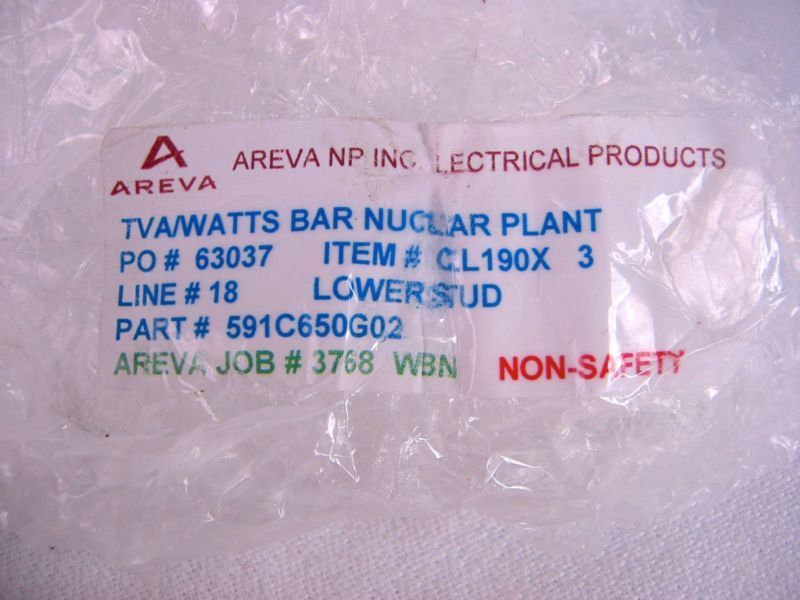 AREVA
AREVA NP INC. LECTRICAL PRODUCTS
TVA/WATTS BAR NUCLEAR PLANT
PO # 63037 ITEM # CL190X 3
LINE # 18 LOWER STUD
PART # 591C650G02
AREVA JOB # 3768 WBN NON-SAFETY